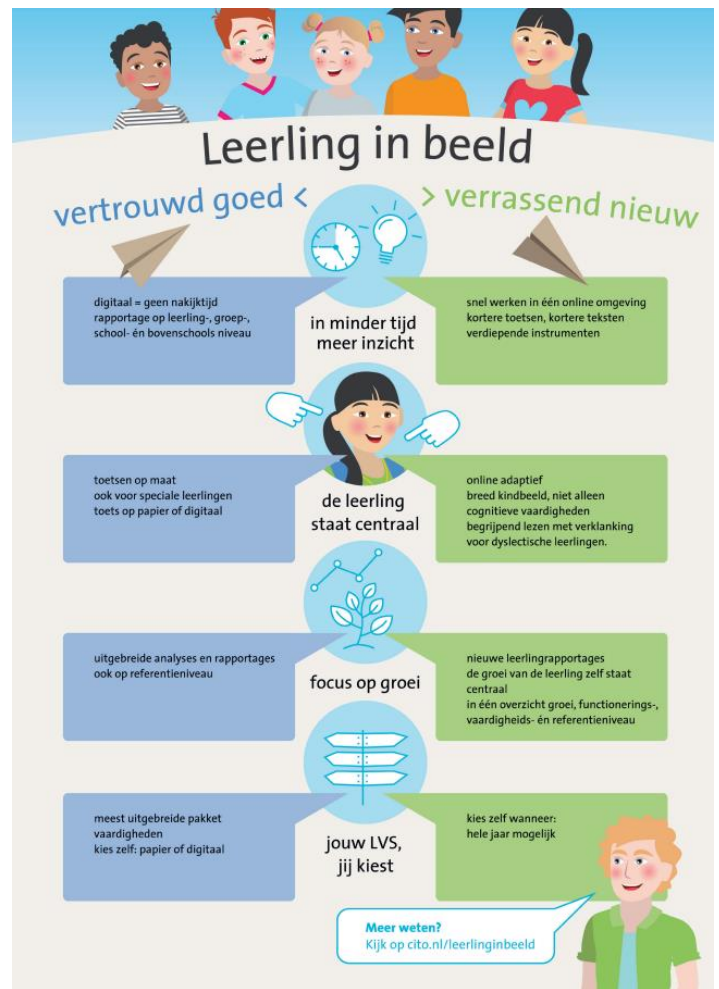 Leerling in beeld
vertrouwd goed <
> verrassend nieuw
digitaal = geen nakijktijd
rapportage op leerling-, groep-,
school- én bovenschools niveau
in minder tijd
meer inzicht
snel werken in één online omgeving
kortere toetsen, kortere teksten
verdiepende instrumenten
toetsen op maat
ook voor speciale leerlingen
toets op papier of digitaal
de leerling
staat centraal
online adaptief
breed kindbeeld, niet alleen
cognitieve vaardigheden
begrijpend lezen met verklanking
voor dyslectische leerlingen.
uitgebreide analyses en rapportages
ook op referentieniveau
focus op groei
nieuwe leerlingrapportages
de groei van de leerling zelf staat
centraal
in één overzicht groei, functionerings-,
vaardigheids- én referentieniveau
meest uitgebreide pakket
vaardigheden
kies zelf: papier of digitaal
jouw LVS,
jij kiest
kies zelf wanneer:
hele jaar mogelijk
Meer weten?
Kijk op cito.nl/leerlinginbeeld